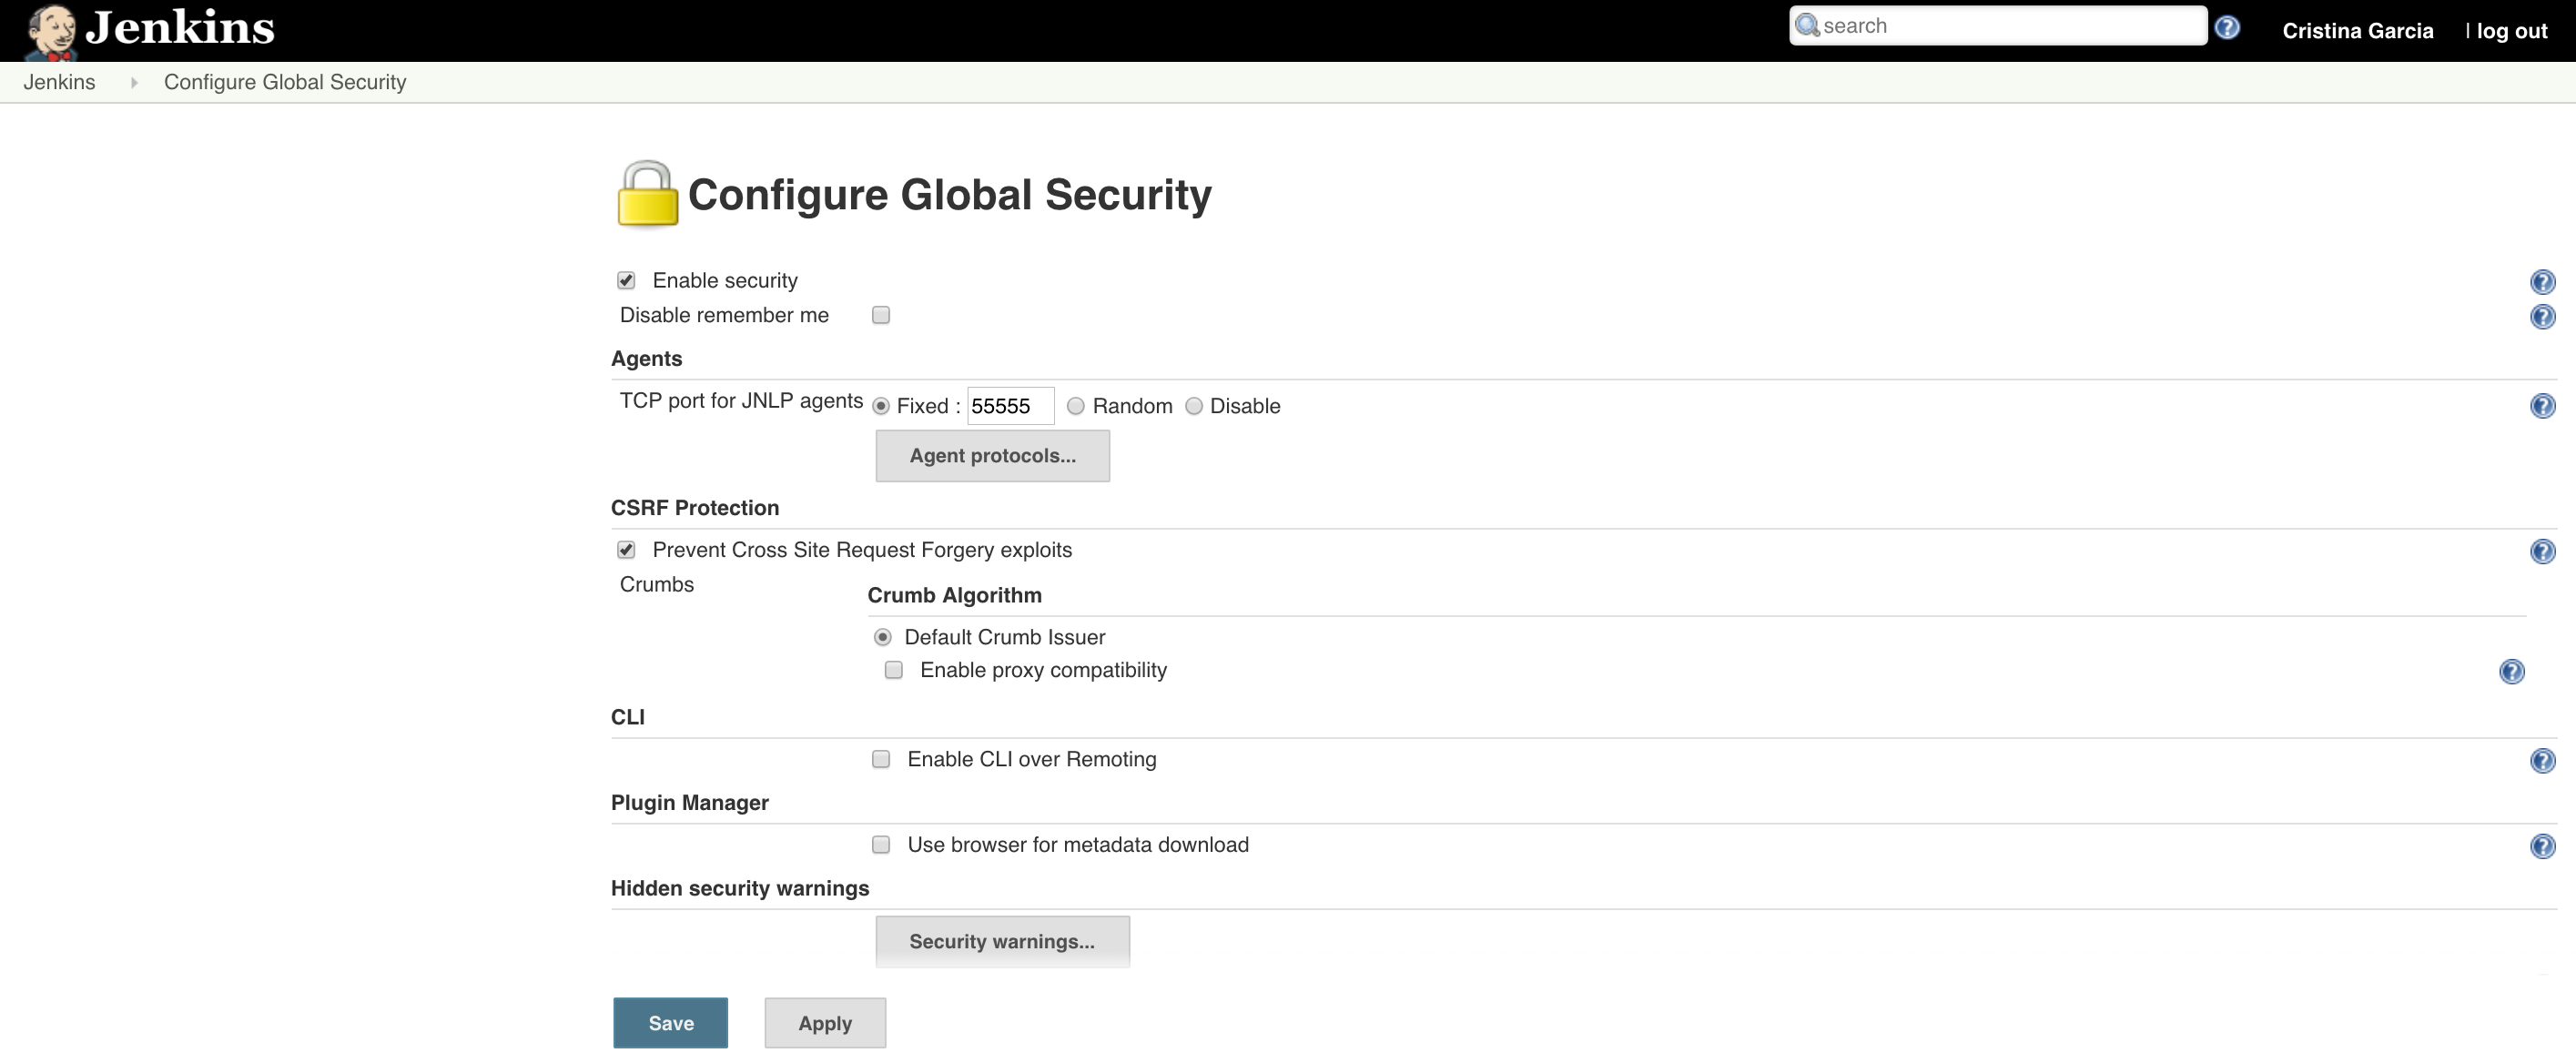 Jenkins
search
Cristina Garcia
| log out
Jenkins
Configure Global Security
Configure Global Security
Enable security
Disable remember me
Agents
TCP port for JNLP agents
Fixed : 55555 Random Disable
Agent protocols...
CSRF Protection
Prevent Cross Site Request Forgery exploits
Crumbs
Crumb Algorithm
Default Crumb Issuer
Enable proxy compatibility
CLI
Enable CLI over Remoting
Plugin Manager
Use browser for metadata download
Hidden security warnings
Security warnings...
Save
Apply